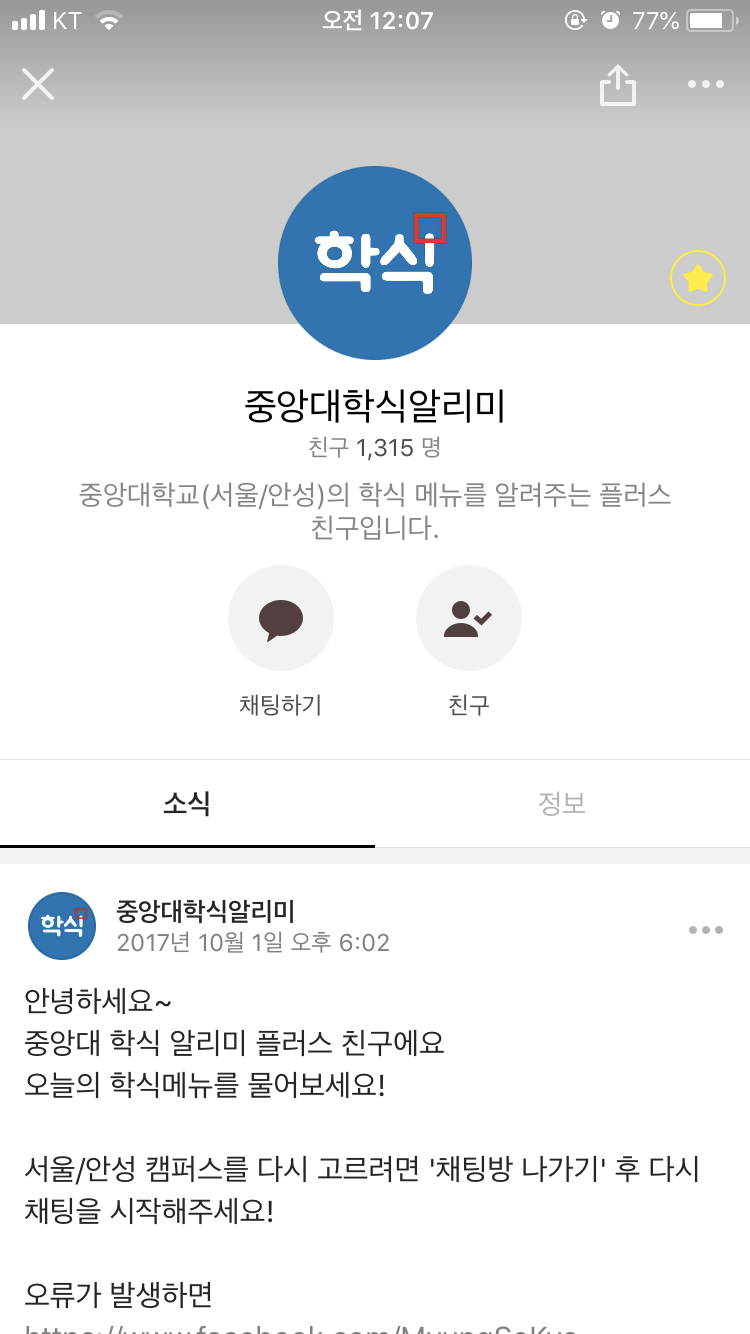 KT 오전 12:07 77%
학식
중앙대학식알리미
친구 1,315 명
중앙대학교(서울/안성)의 학식 메뉴를 알려주는 플러스
친구입니다.
채팅하기 친구
소식 정보
학식
중앙대학식알리미
2017년 10월 1일 오후 6:02
안녕하세요~
중앙대 학식 알리미 플러스 친구에요
오늘의 학식메뉴를 물어보세요!
서울/안성 캠퍼스를 다시 고르려면 '채팅방 나가기' 후 다시
채팅을 시작해주세요!
오류가 발생하면